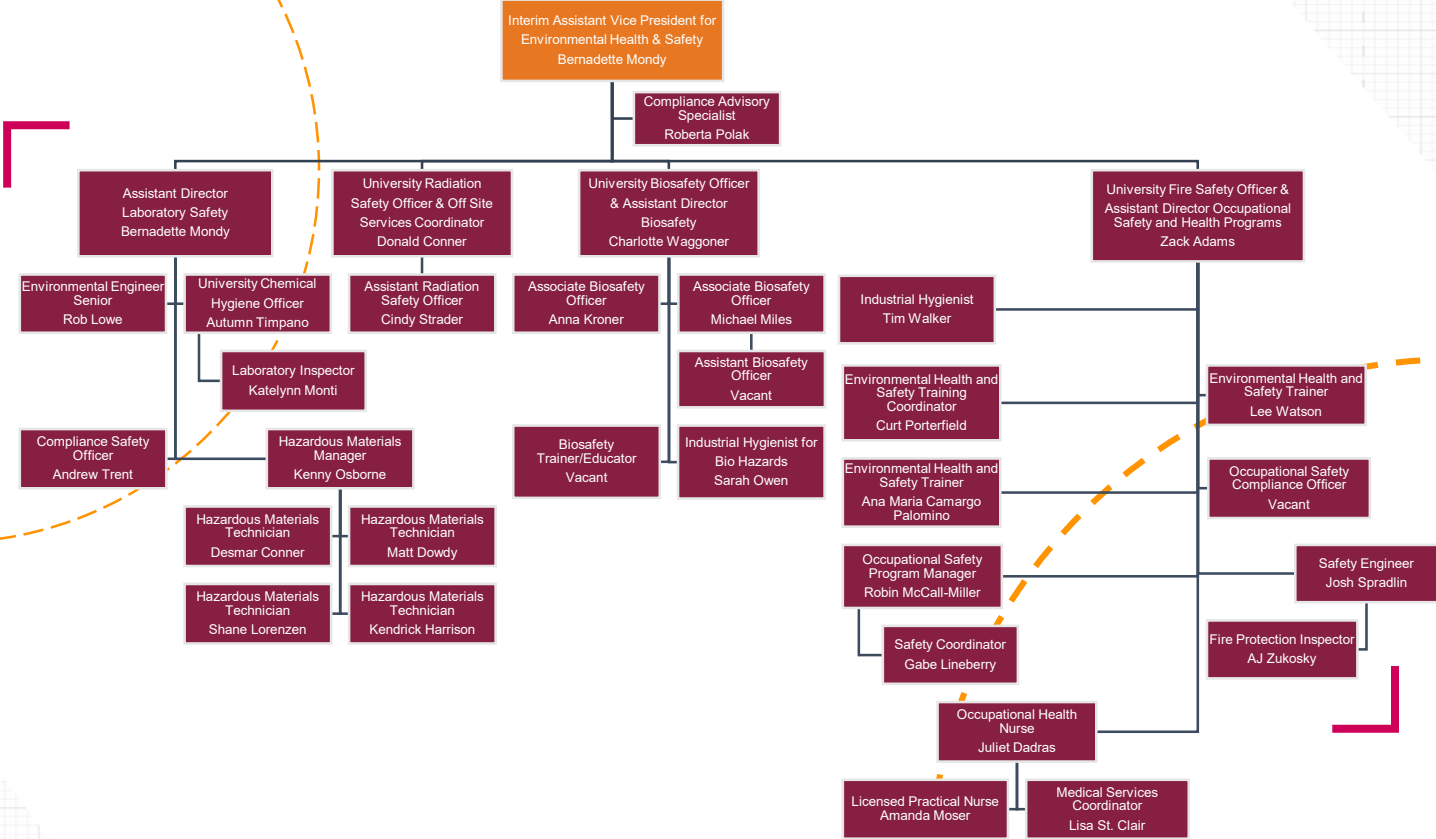 Interim Assistant Vice President for
Environmental Health & Safety
Bernadette Mondy
Compliance Advisory
Specialist
Roberta Polak
Assistant Director
Laboratory Safety
Bernadette Mondy
University Radiation
Safety Officer & Off Site
Services Coordinator
Donald Conner
University Biosafety Officer
& Assistant Director
Biosafety
Charlotte Waggoner
University Fire Safety Officer &
Assistant Director Occupational
Safety and Health Programs
Zack Adams
Environmental Engineer
Senior
Rob Lowe
University Chemical
Hygiene Officer
Autumn Timpano
Laboratory Inspector
Katelynn Monti
Compliance Safety
Officer
Andrew Trent
Hazardous Materials
Manager
Kenny Osborne
Hazardous Materials
Technician
Desmar Conner
Hazardous Materials
Technician
Matt Dowdy
Hazardous Materials
Technician
Shane Lorenzen
Hazardous Materials
Technician
Kendrick Harrison
Assistant Radiation
Safety Officer
Cindy Strader
Associate Biosafety
Officer
Anna Kroner
Associate Biosafety
Officer
Michael Miles
Assistant Biosafety
Officer
Vacant
Biosafety
Trainer/Educator
Vacant
Industrial Hygienist for
Bio Hazards
Sarah Owen
Industrial Hygienist
Tim Walker
Environmental Health and
Safety Training
Coordinator
Curt Porterfield
Environmental Health and
Safety Trainer
Lee Watson
Environmental Health and
Safety Trainer
Ana Maria Camargo
Palomino
Occupational Safety
Compliance Officer
Vacant
Occupational Safety
Program Manager
Robin McCall-Miller
Safety Coordinator
Gabe Lineberry
Safety Engineer
Josh Spradlin
Fire Protection Inspector
AJ Zukosky
Occupational Health
Nurse
Juliet Dadras
Licensed Practical Nurse
Amanda Moser
Medical Services
Coordinator
Lisa St. Clair